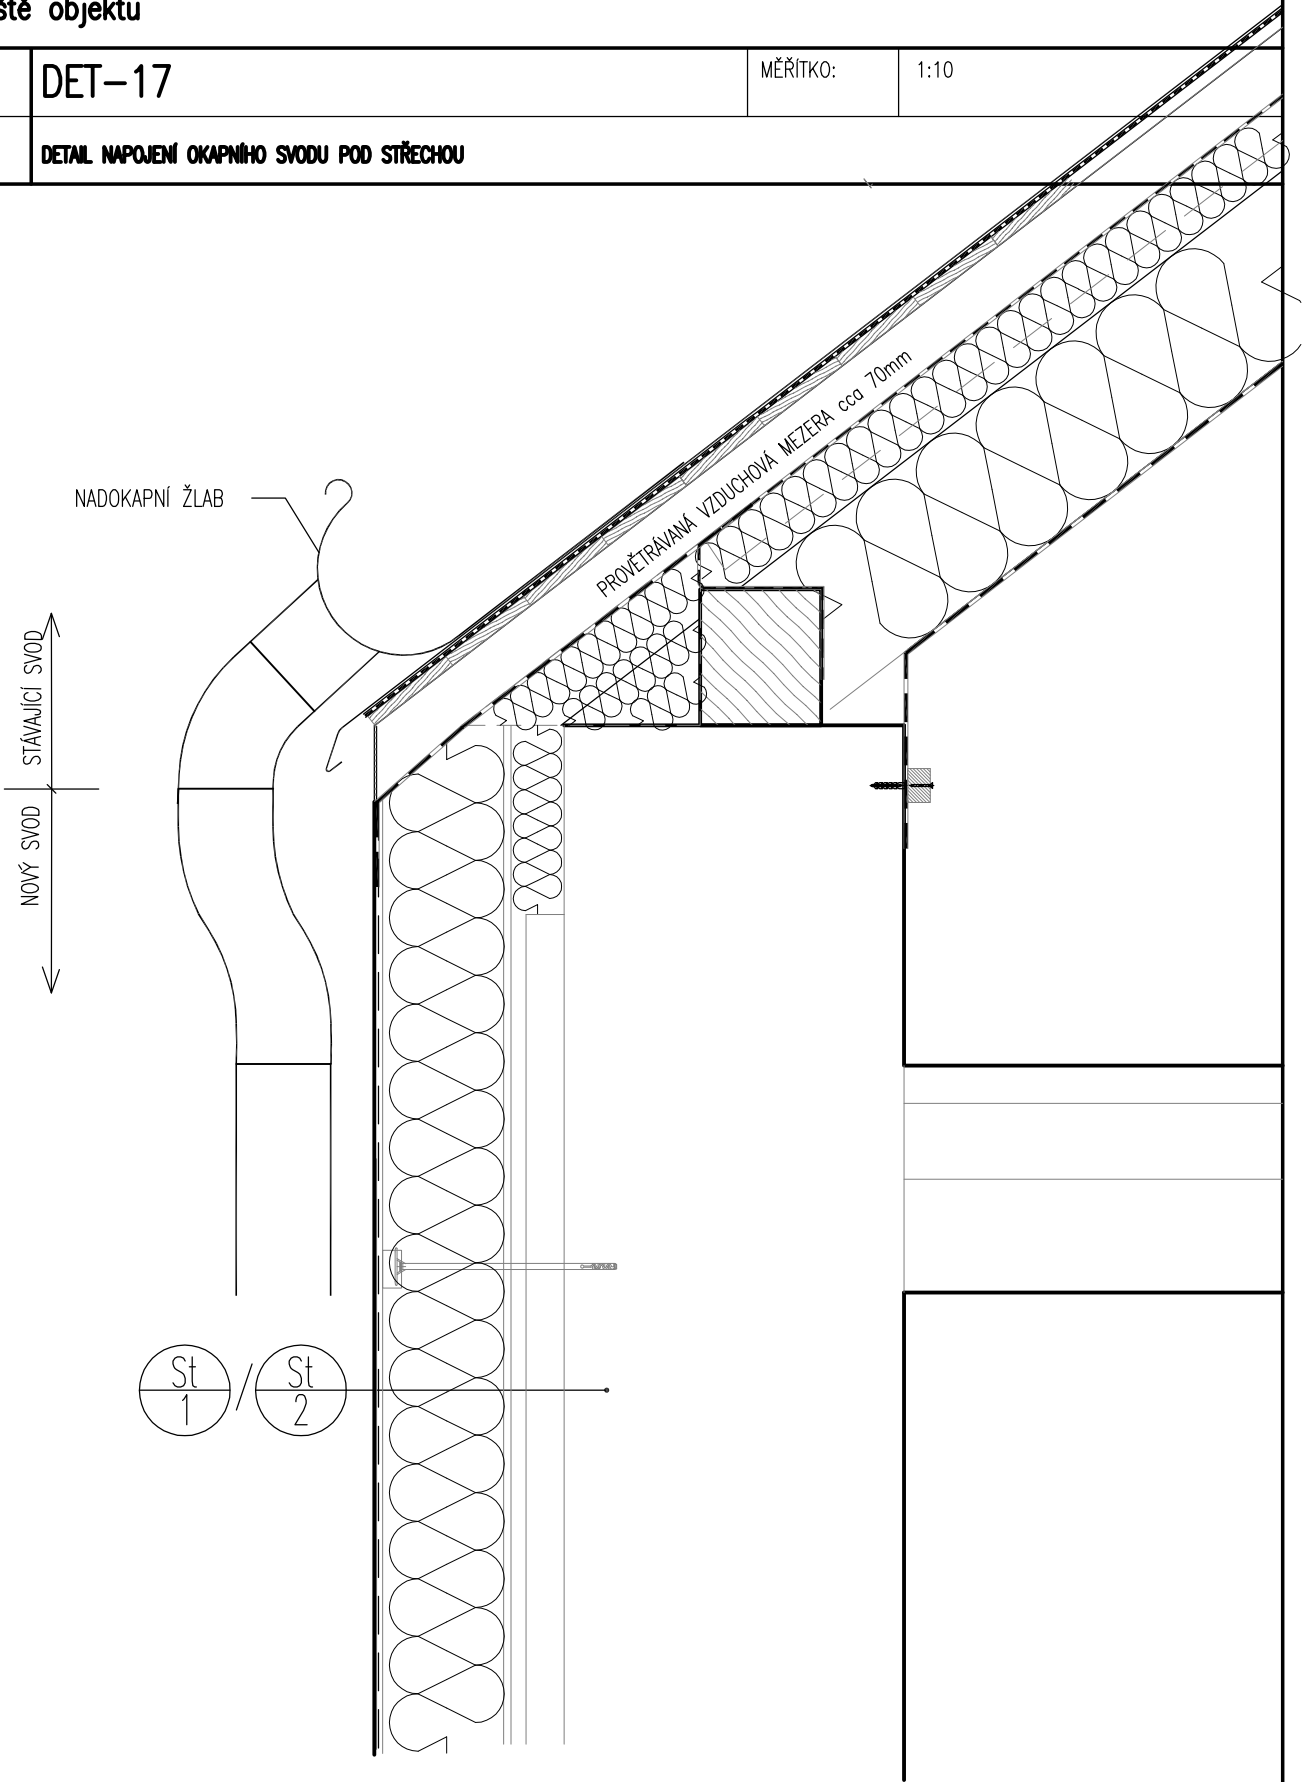 objektu
DET-17
MĚŘÍTKO:
1:10
DETAIL NAPOJENÍ OKAPNÍHO SVODU POD STŘECHOU
PROVĚTRÁVANÁ VZDUCHOVÁ MEZERA cca 70mm
NADOKAPNÍ ŽLAB
STÁVAJÍCÍ SVOD
NOVÝ SVOD
St
1
/
St
2